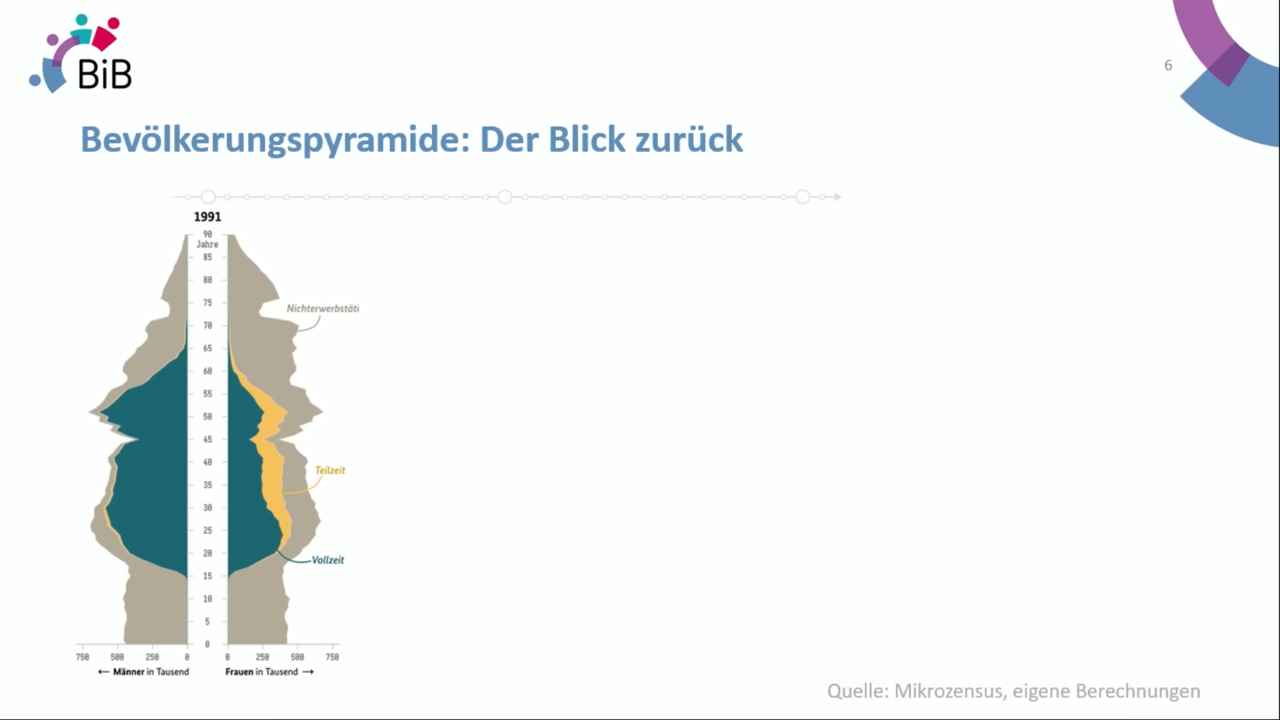 BiB
6
Bevölkerungspyramide: Der Blick zurück
1991
90
Jahre
85
80
75
Nichterwerbstäti
70
65
60
55
50
45
40
Teilzeit
35
30
25
20
Vollzeit
15
10
5
0
750 500 250 0 0 250 500 750
← Männer in Tausend Frauen in Tausend →
Quelle: Mikrozensus, eigene Berechnungen